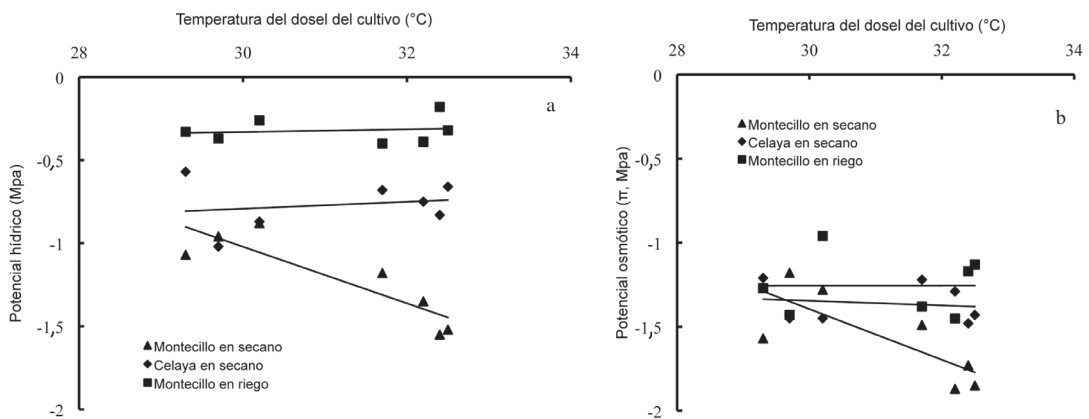 Temperatura del dosel del cultivo (°C)
28 30 32 34
0
-0,5
-1
-1,5
-2
Potencial hídrico (Mpa)
a
Montecillo en secano
Celaya en secano
Montecillo en riego
Temperatura del dosel del cultivo (°C)
28 30 32 34
0
-0,5
-1
-1,5
-2
Potencial osmótico (π, Mpa)
b
Montecillo en secano
Celaya en secano
Montecillo en riego